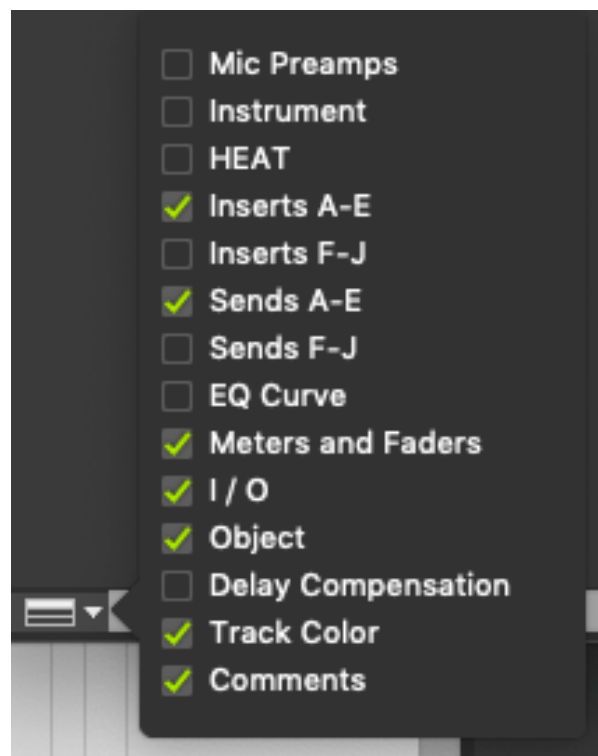 Mic Preamps
Instrument
HEAT
Inserts A-E
Inserts F-J
Sends A-E
Sends F-J
EQ Curve
Meters and Faders
I / O
Object
Delay Compensation
Track Color
Comments